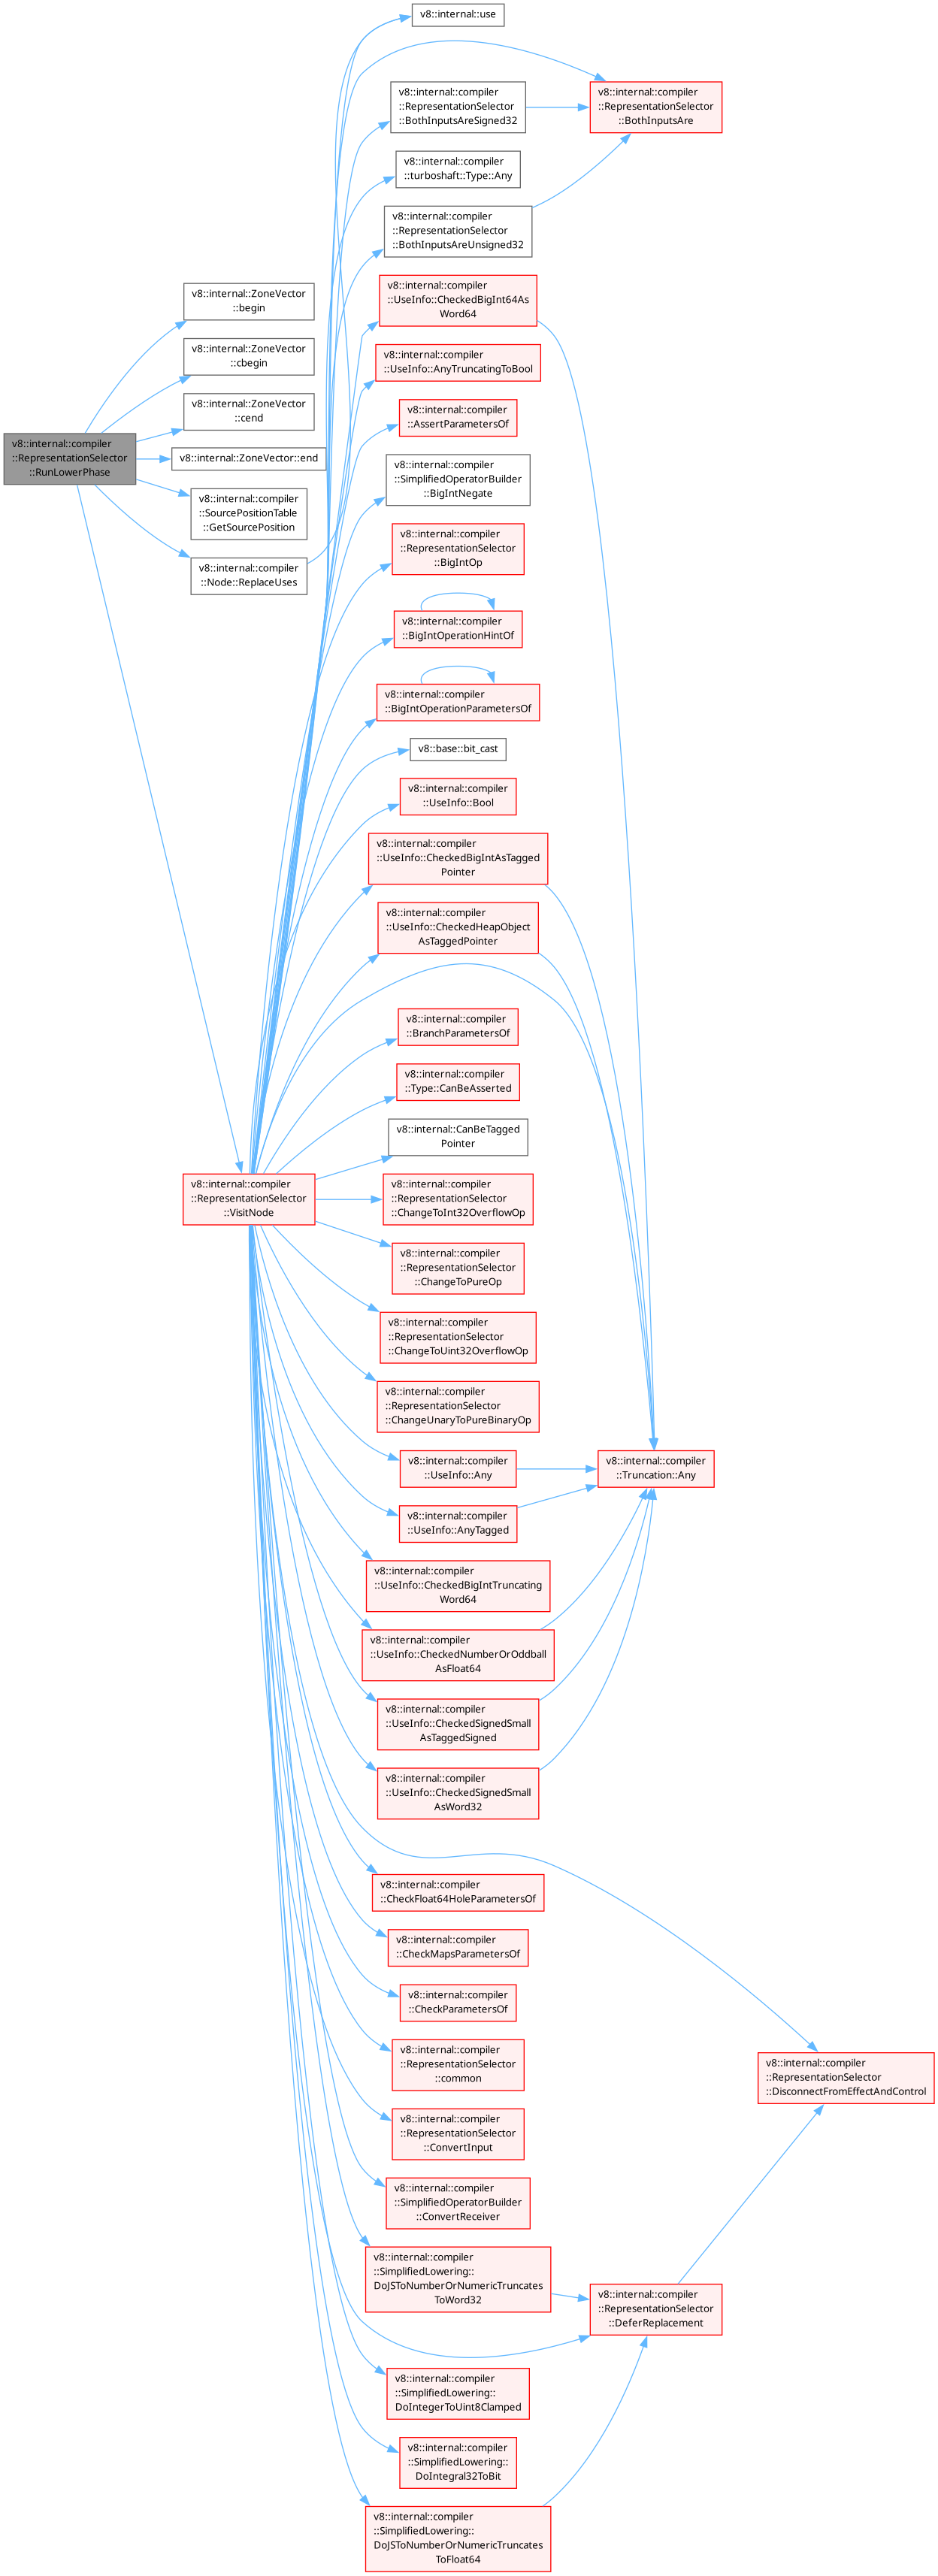 v8::internal::use
v8::internal::compiler
::RepresentationSelector
::BothInputsAreSigned32
v8::internal::compiler
::RepresentationSelector
::BothInputsAre
v8::internal::compiler
::turboshaft::Type::Any
v8::internal::compiler
::RepresentationSelector
::BothInputsAreUnsigned32
v8::internal::ZoneVector
::begin
v8::internal::compiler
::UseInfo::CheckedBigInt64As
Word64
v8::internal::ZoneVector
::cbegin
v8::internal::compiler
::UseInfo::AnyTruncatingToBool
v8::internal::ZoneVector
::cend
v8::internal::compiler
::AssertParametersOf
v8::internal::compiler
::RepresentationSelector
::RunLowerPhase
v8::internal::ZoneVector::end
v8::internal::compiler
::SimplifiedOperatorBuilder
::BigIntNegate
v8::internal::compiler
::SourcePositionTable
::GetSourcePosition
v8::internal::compiler
::RepresentationSelector
::BigIntOp
v8::internal::compiler
::Node::ReplaceUses
v8::internal::compiler
::BigIntOperationHintOf
v8::internal::compiler
::BigIntOperationParametersOf
v8::base::bit_cast
v8::internal::compiler
::UseInfo::Bool
v8::internal::compiler
::UseInfo::CheckedBigIntAsTagged
Pointer
v8::internal::compiler
::UseInfo::CheckedHeapObject
AsTaggedPointer
v8::internal::compiler
::BranchParametersOf
v8::internal::compiler
::Type::CanBeAsserted
v8::internal::CanBeTagged
Pointer
v8::internal::compiler
::RepresentationSelector
::VisitNode
v8::internal::compiler
::RepresentationSelector
::ChangeToInt32OverflowOp
v8::internal::compiler
::RepresentationSelector
::ChangeToPureOp
v8::internal::compiler
::RepresentationSelector
::ChangeToUint32OverflowOp
v8::internal::compiler
::RepresentationSelector
::ChangeUnaryToPureBinaryOp
v8::internal::compiler
::UseInfo::Any
v8::internal::compiler
::Truncation::Any
v8::internal::compiler
::UseInfo::AnyTagged
v8::internal::compiler
::UseInfo::CheckedBigIntTruncating
Word64
v8::internal::compiler
::UseInfo::CheckedNumberOrOddball
AsFloat64
v8::internal::compiler
::UseInfo::CheckedSignedSmall
AsTaggedSigned
v8::internal::compiler
::UseInfo::CheckedSignedSmall
AsWord32
v8::internal::compiler
::CheckFloat64HoleParametersOf
v8::internal::compiler
::CheckMapsParametersOf
v8::internal::compiler
::CheckParametersOf
v8::internal::compiler
::RepresentationSelector
::common
v8::internal::compiler
::RepresentationSelector
::DisconnectFromEffectAndControl
v8::internal::compiler
::RepresentationSelector
::ConvertInput
v8::internal::compiler
::SimplifiedOperatorBuilder
::ConvertReceiver
v8::internal::compiler
::SimplifiedLowering::
DoJSToNumberOrNumericTruncates
ToWord32
v8::internal::compiler
::RepresentationSelector
::DeferReplacement
v8::internal::compiler
::SimplifiedLowering::
DoIntegerToUint8Clamped
v8::internal::compiler
::SimplifiedLowering::
DoIntegral32ToBit
v8::internal::compiler
::SimplifiedLowering::
DoJSToNumberOrNumericTruncates
ToFloat64